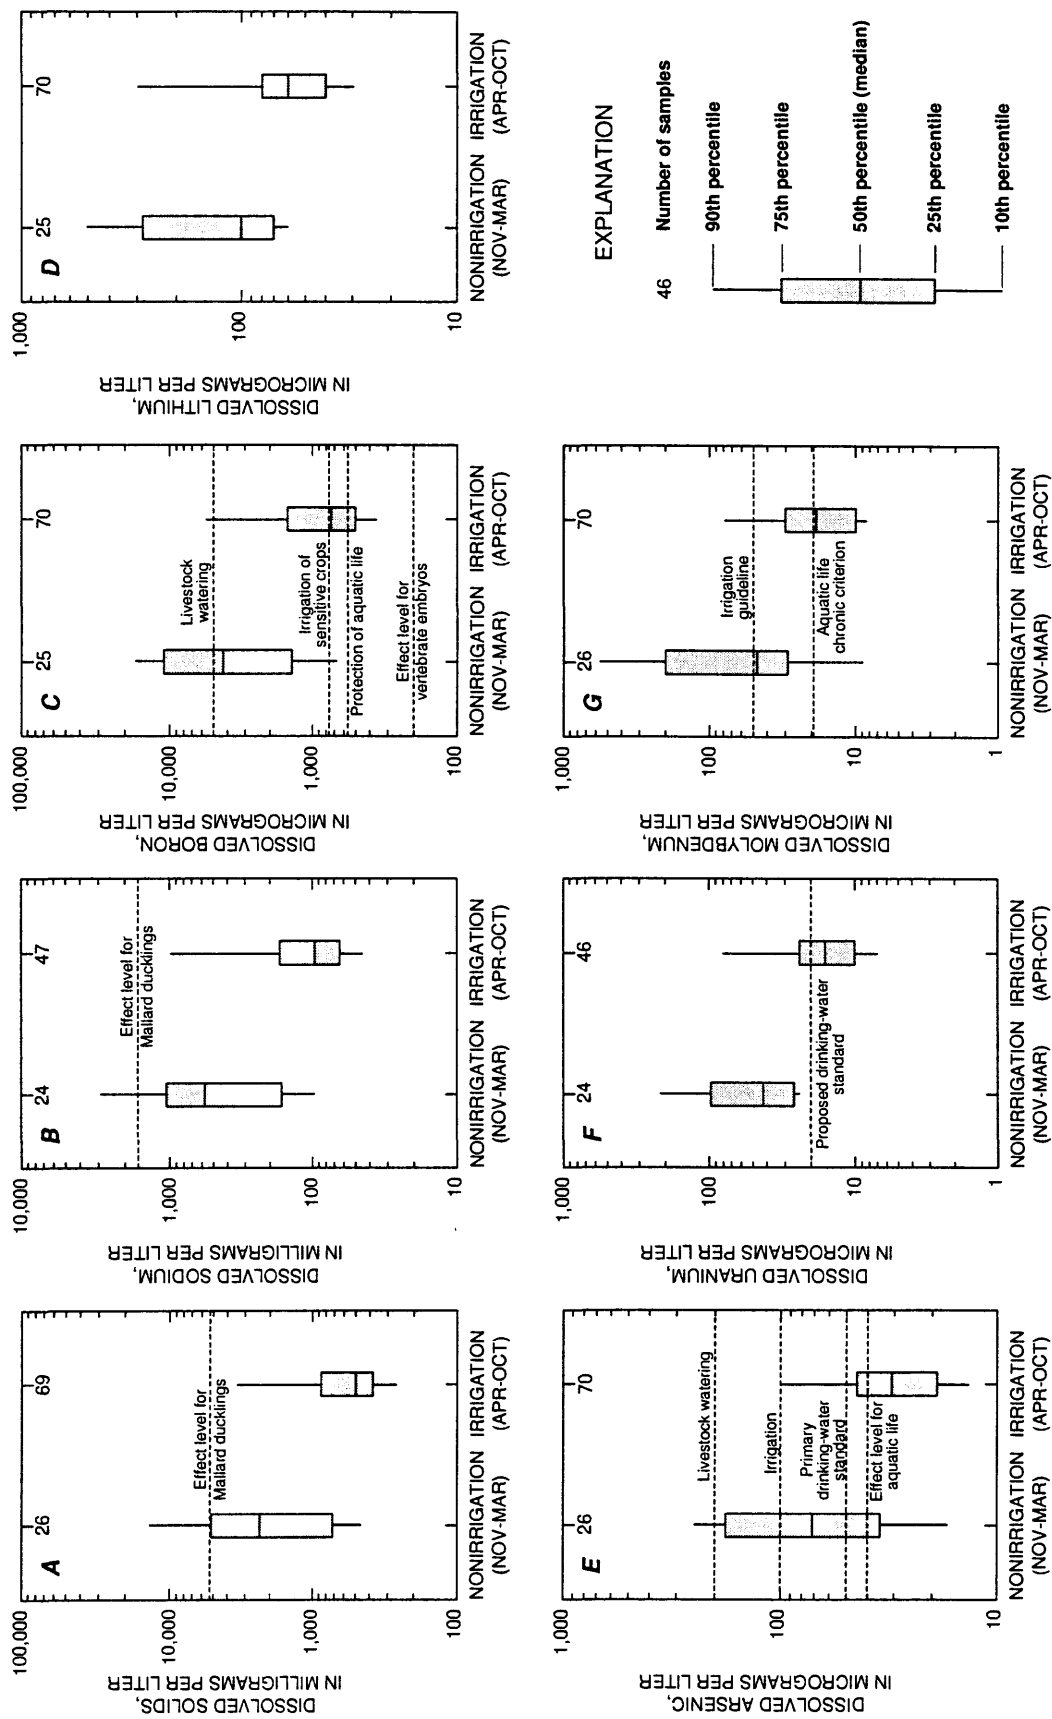 A
DISSOLVED SOLIDS,
IN MILLIGRAMS PER LITER
100,000
10,000
1,000
100
26
69
Effect level for
Mallard ducklings
NONIRRIGATION
(NOV-MAR)
IRRIGATION
(APR-OCT)
B
DISSOLVED SODIUM,
IN MILLIGRAMS PER LITER
10,000
1,000
100
10
24
47
Effect level for
Mallard ducklings
NONIRRIGATION
(NOV-MAR)
IRRIGATION
(APR-OCT)
C
DISSOLVED BORON,
IN MICROGRAMS PER LITER
100,000
10,000
1,000
100
25
70
Livestock
watering
Irrigation of
sensitive crops
Protection of aquatic life
Effect level for
vertebrate embryos
NONIRRIGATION
(NOV-MAR)
IRRIGATION
(APR-OCT)
D
DISSOLVED LITHIUM,
IN MICROGRAMS PER LITER
1,000
100
10
25
70
NONIRRIGATION
(NOV-MAR)
IRRIGATION
(APR-OCT)
E
DISSOLVED ARSENIC,
IN MICROGRAMS PER LITER
1,000
100
10
26
70
Livestock watering
Irrigation
Primary
drinking-water
standard
Effect level for
aquatic life
NONIRRIGATION
(NOV-MAR)
IRRIGATION
(APR-OCT)
F
DISSOLVED URANIUM,
IN MICROGRAMS PER LITER
1,000
100
10
1
24
46
Proposed drinking-water
standard
NONIRRIGATION
(NOV-MAR)
IRRIGATION
(APR-OCT)
G
DISSOLVED MOLYBDENUM,
IN MICROGRAMS PER LITER
1,000
100
10
1
26
70
Irrigation
guideline
Aquatic life
chronic criterion
NONIRRIGATION
(NOV-MAR)
IRRIGATION
(APR-OCT)
EXPLANATION
46 Number of samples
90th percentile
75th percentile
50th percentile (median)
25th percentile
10th percentile